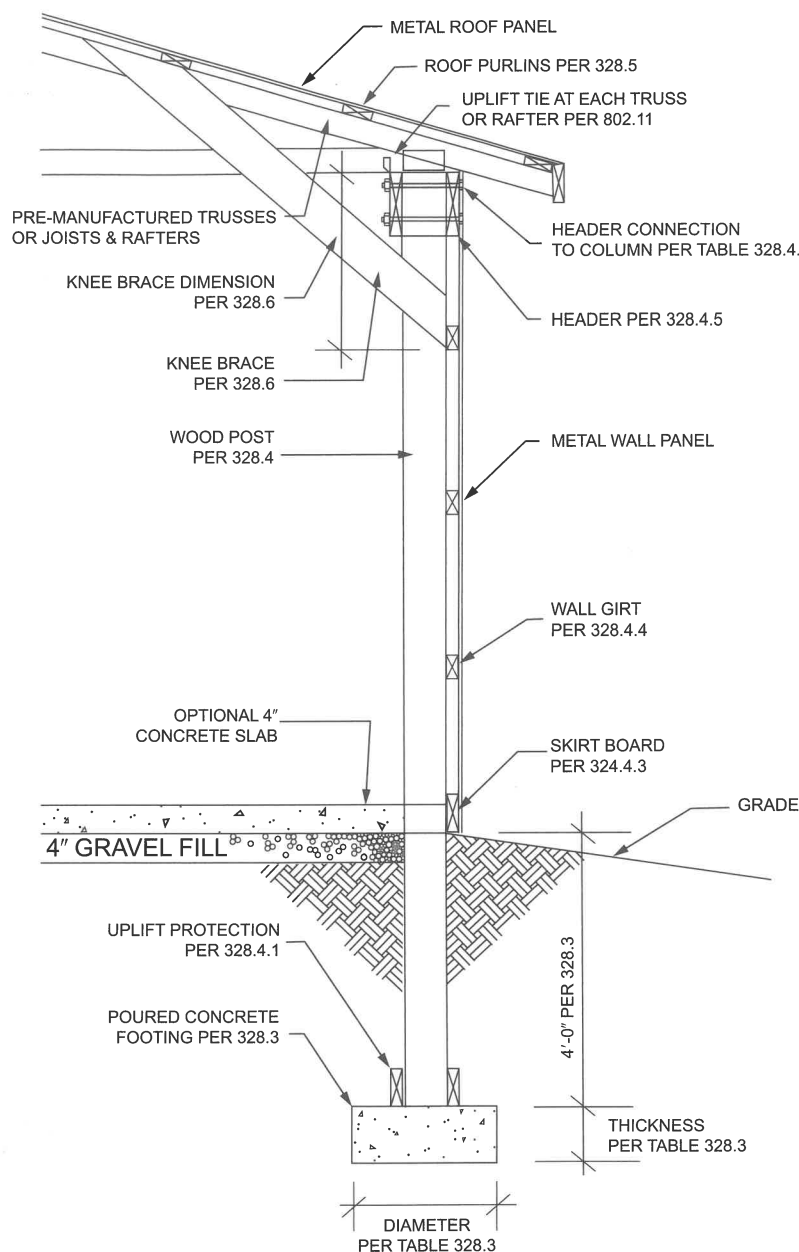 METAL ROOF PANEL
ROOF PURLINS PER 328.5
UPLIFT TIE AT EACH TRUSS
OR RAFTER PER 802.11
PRE-MANUFACTURED TRUSSES
OR JOISTS & RAFTERS
HEADER CONNECTION
TO COLUMN PER TABLE 328.4.
KNEE BRACE DIMENSION
PER 328.6
HEADER PER 328.4.5
KNEE BRACE
PER 328.6
WOOD POST
PER 328.4
METAL WALL PANEL
WALL GIRT
PER 328.4.4
OPTIONAL 4"
CONCRETE SLAB
SKIRT BOARD
PER 324.4.3
GRADE
4" GRAVEL FILL
UPLIFT PROTECTION
PER 328.4.1
4'-0" PER 328.3
POURED CONCRETE
FOOTING PER 328.3
THICKNESS
PER TABLE 328.3
DIAMETER
PER TABLE 328.3